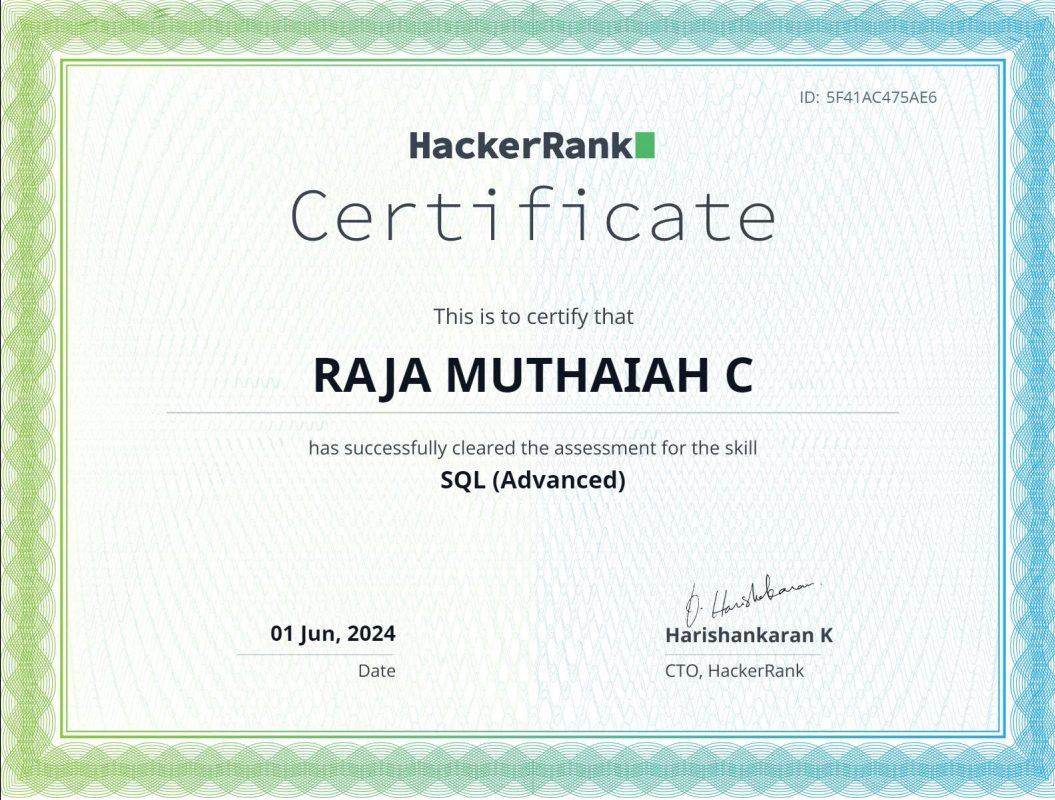 ID: 5F41AC475AE6
HackerRank
Certificate
This is to certify that
RAJA MUTHAIAH C
has successfully cleared the assessment for the skill
SQL (Advanced)
01 Jun, 2024
Date
Harishankaran K
CTO, HackerRank